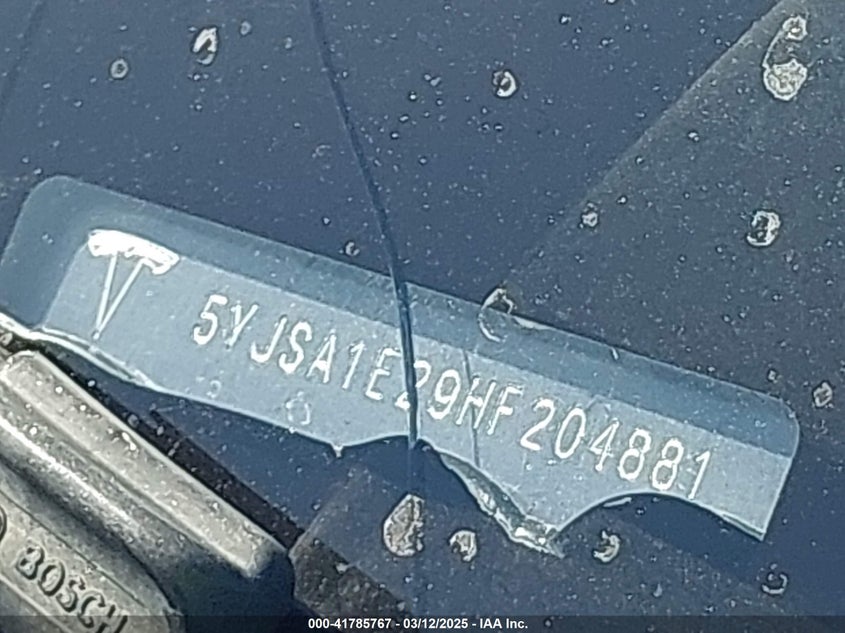 5YJSA1E29HF204881
BOSCH
000-41785767 - 03/12/2025 - IAA Inc.